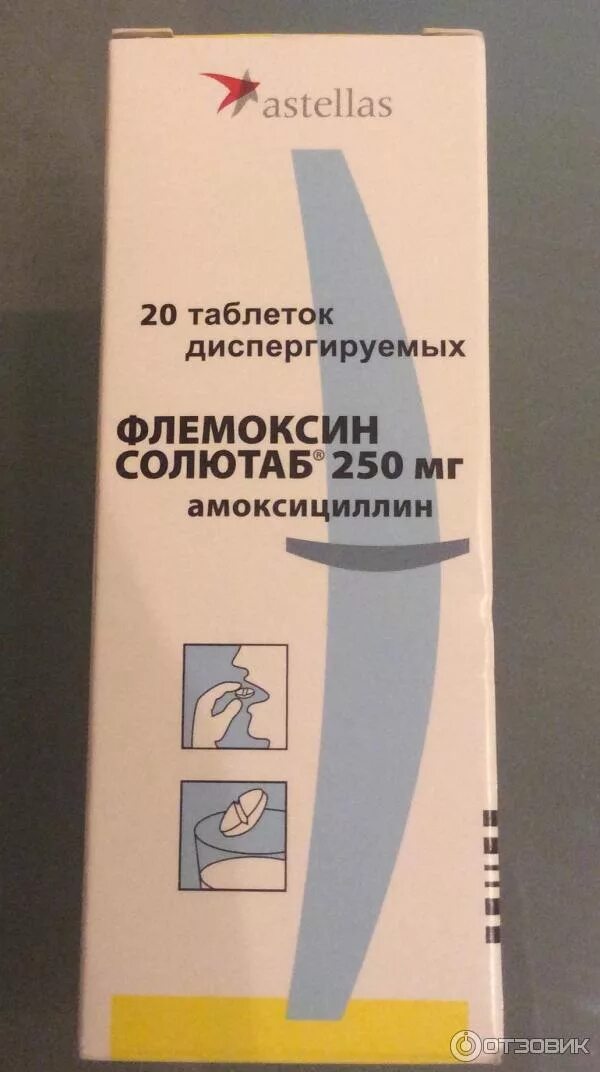 astellas
20 таблеток
диспергируемых
ФЛЕМОКСИН
СОЛЮТАБ® 250 мг
амоксициллин
ОТЗОВИК